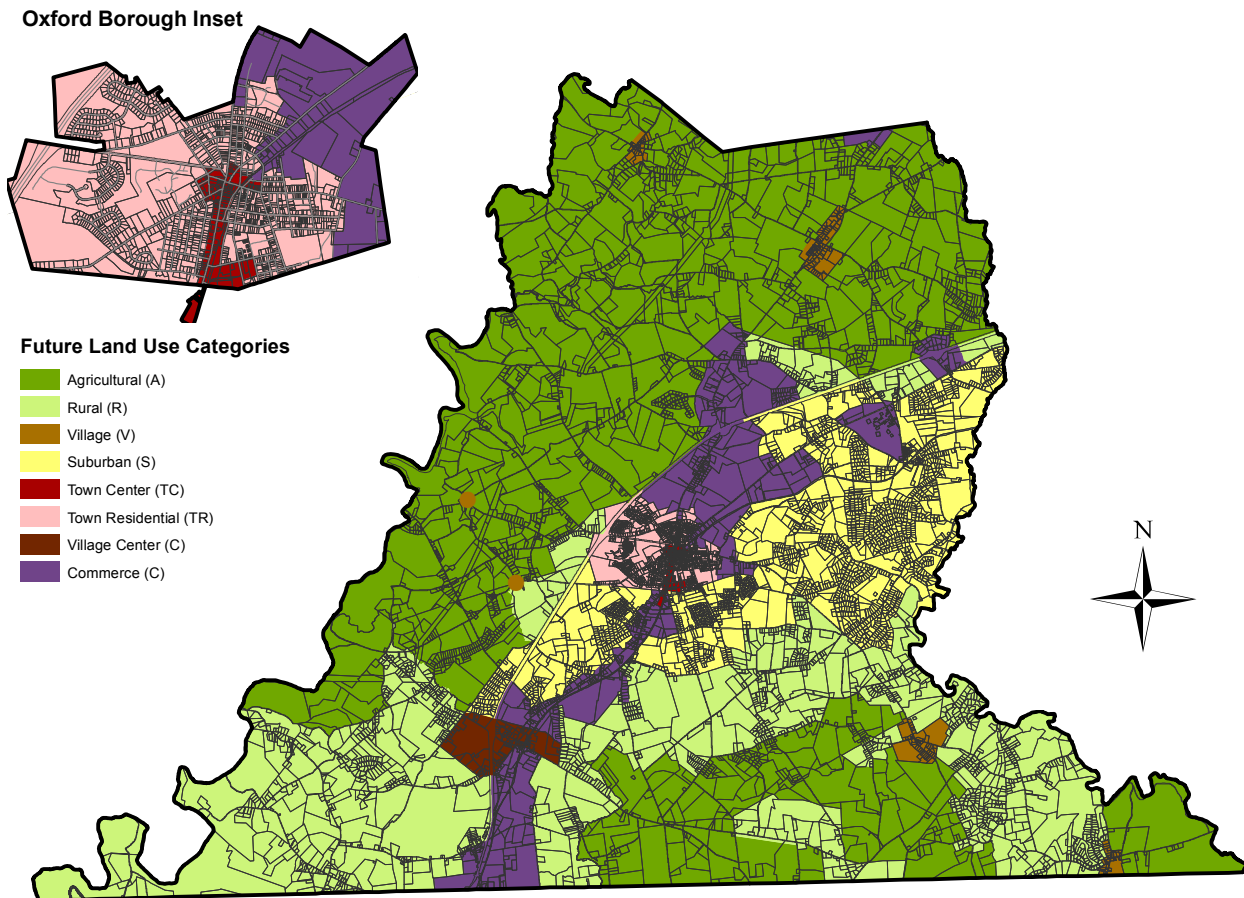 Oxford Borough Inset
Future Land Use Categories
Agricultural (A)
Rural (R)
Village (V)
Suburban (S)
Town Center (TC)
Town Residential (TR)
Village Center (C)
Commerce (C)
N